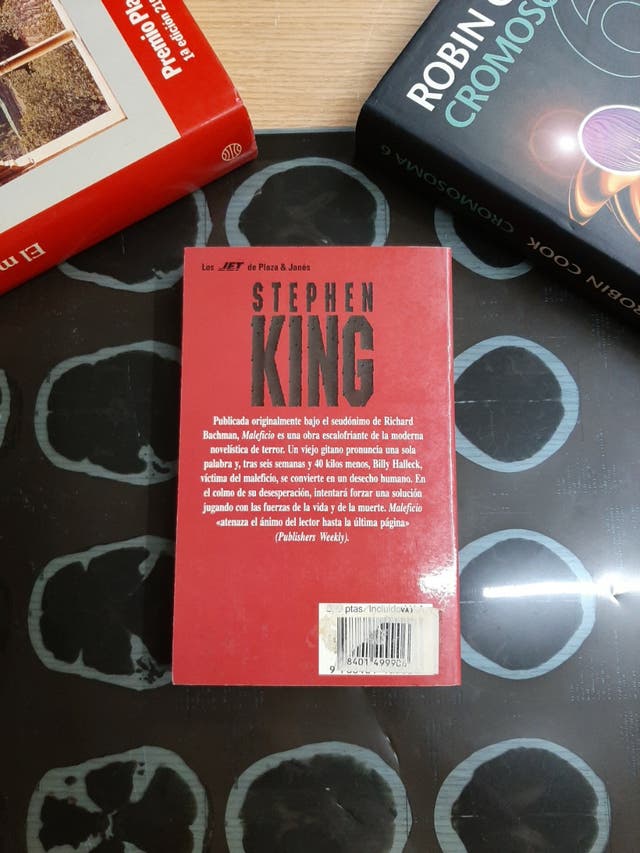 Premio Pla
1ª edición 21
El m
ROBIN
CROMOSO
6
CROMOSOMA 6
ROBIN COOK
Los JET de Plaza & Janés
STEPHEN
KING
Publicada originalmente bajo el seudónimo de Richard
Bachman, Maleficio es una obra escalofriante de la moderna
novelística de terror. Un viejo gitano pronuncia una sola
palabra y, tras seis semanas y 40 kilos menos, Billy Halleck,
víctima del maleficio, se convierte en un desecho humano. En
el colmo de su desesperación, intentará forzar una solución
jugando con las fuerzas de la vida y de la muerte. Maleficio
«atenaza el ánimo del lector hasta la última página»
(Publishers Weekly).
ptas. Incluido
8401 49990